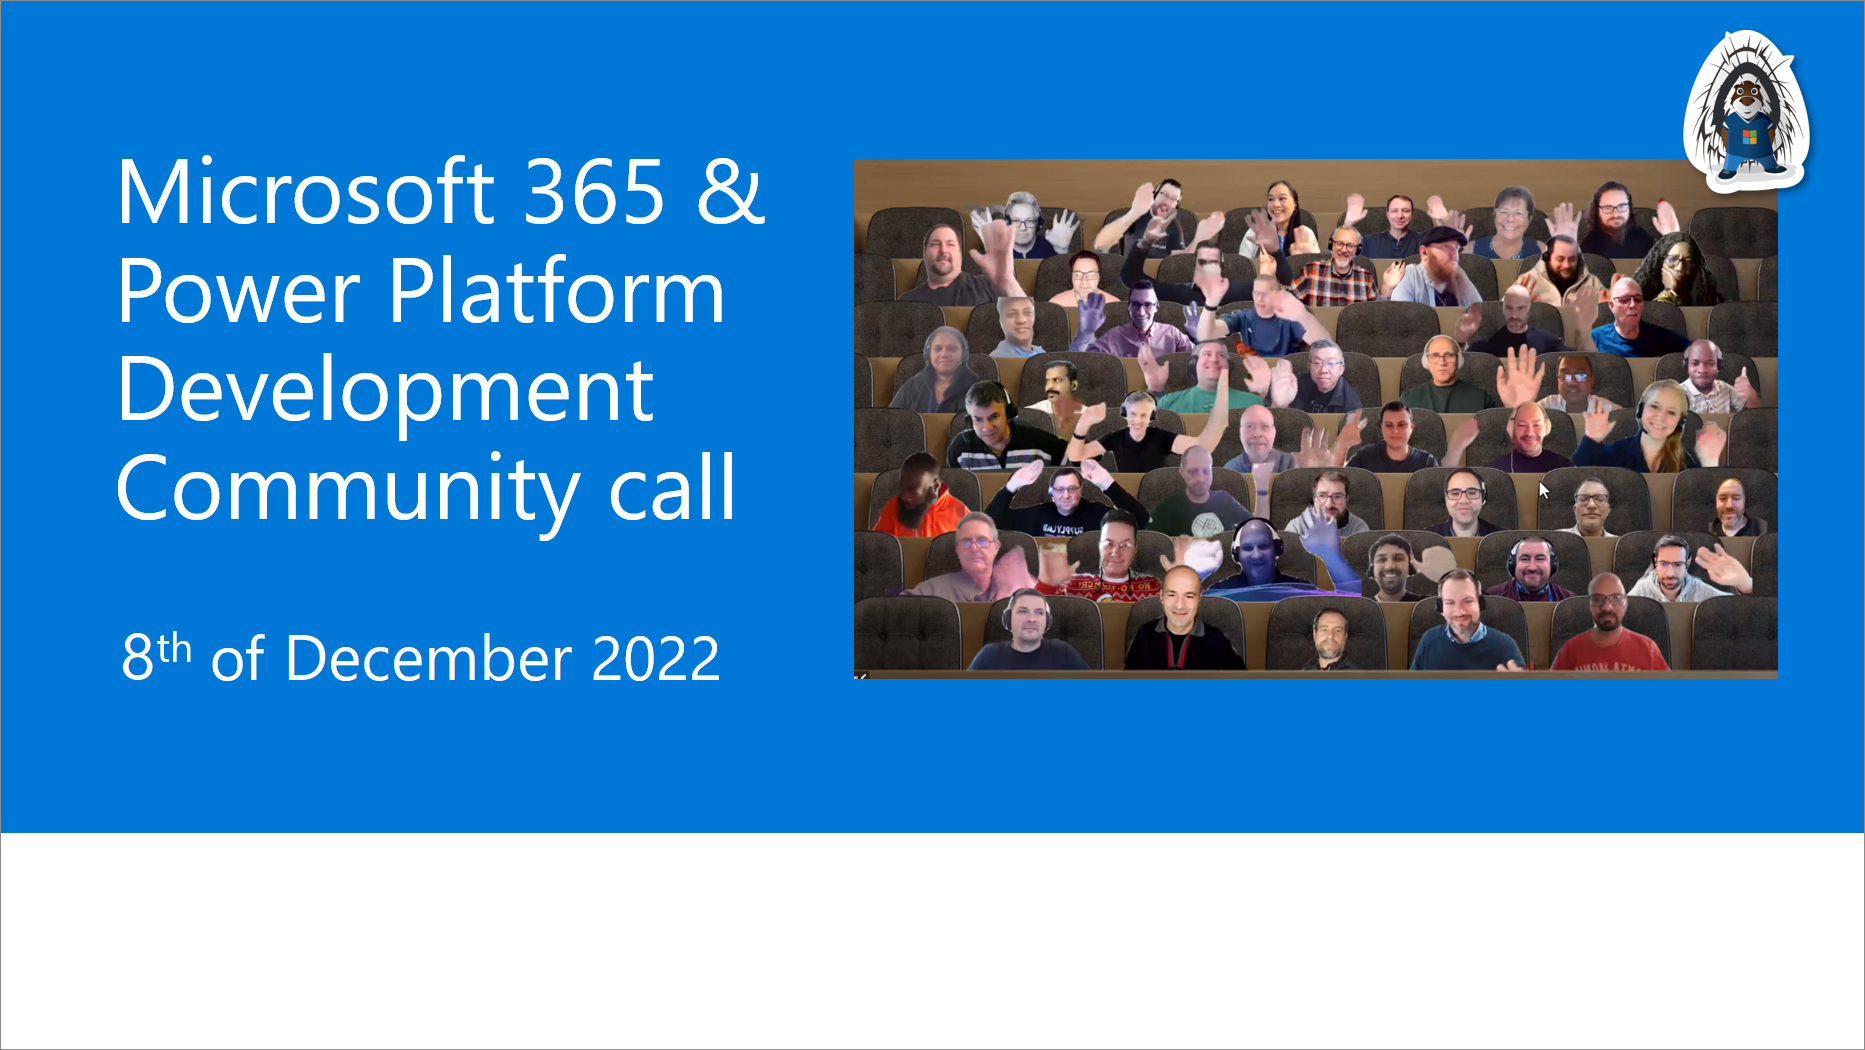 Microsoft 365 &
Power Platform
Development
Community call
8th of December 2022